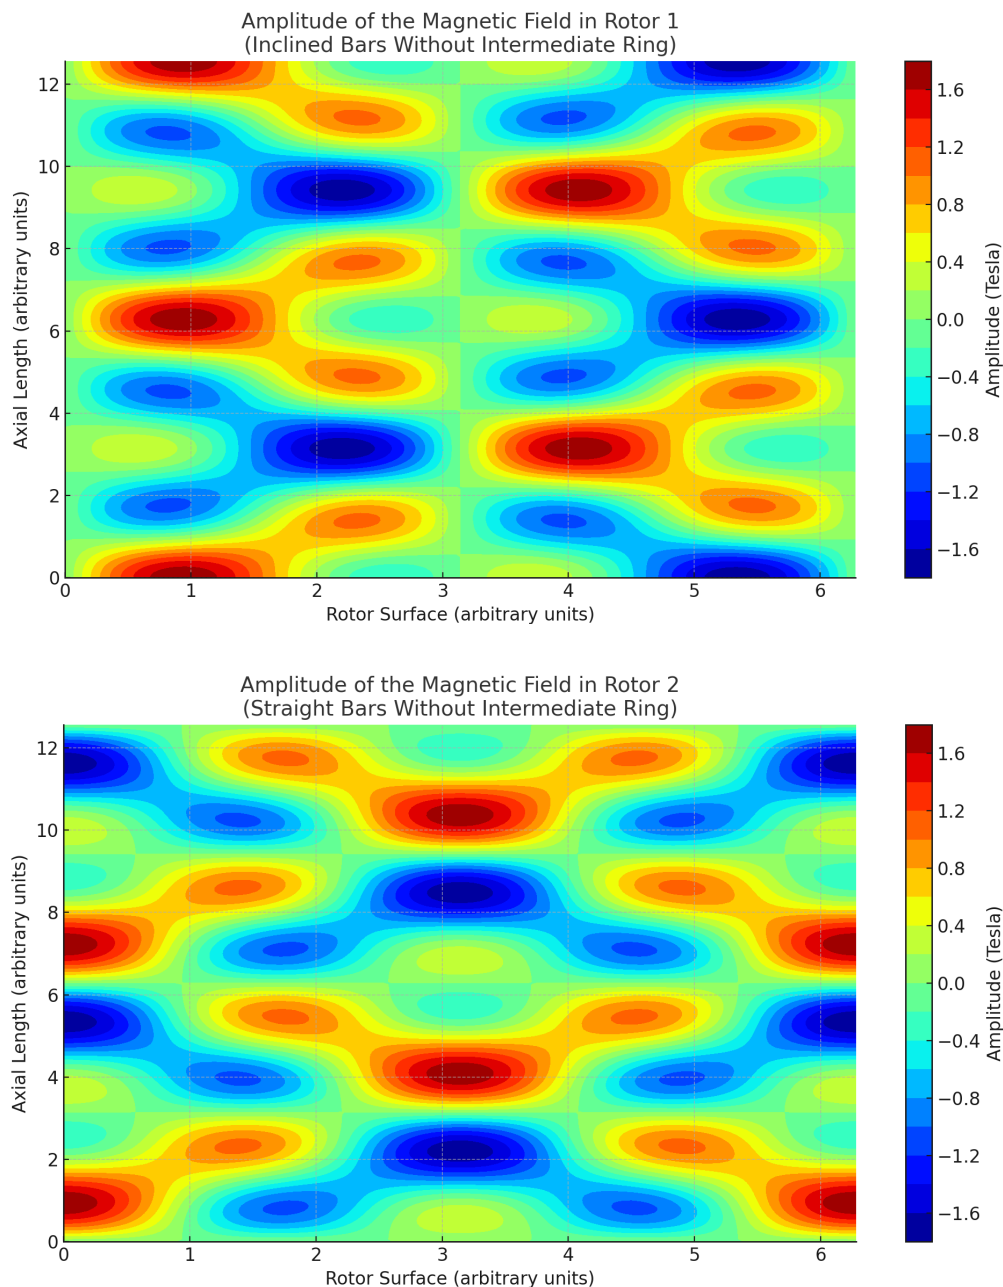 Amplitude of the Magnetic Field in Rotor 1
(Inclined Bars Without Intermediate Ring)
12
10
8
6
4
2
0
Axial Length (arbitrary units)
0 1 2 3 4 5 6
Rotor Surface (arbitrary units)
1.6
1.2
0.8
0.4
0.0
−0.4
−0.8
−1.2
−1.6
Amplitude (Tesla)
Amplitude of the Magnetic Field in Rotor 2
(Straight Bars Without Intermediate Ring)
12
10
8
6
4
2
0
Axial Length (arbitrary units)
0 1 2 3 4 5 6
Rotor Surface (arbitrary units)
1.6
1.2
0.8
0.4
0.0
−0.4
−0.8
−1.2
−1.6
Amplitude (Tesla)